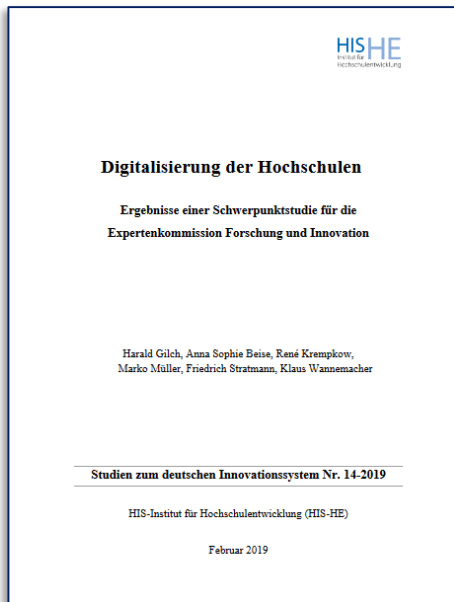 HIS HE
Institut für
Hochschulentwicklung
Digitalisierung der Hochschulen
Ergebnisse einer Schwerpunktstudie für die
Expertenkommission Forschung und Innovation
Harald Gilch, Anna Sophie Beise, René Krempkow,
Marko Müller, Friedrich Stratmann, Klaus Wannemacher
Studien zum deutschen Innovationssystem Nr. 14-2019
HIS-Institut für Hochschulentwicklung (HIS-HE)
Februar 2019